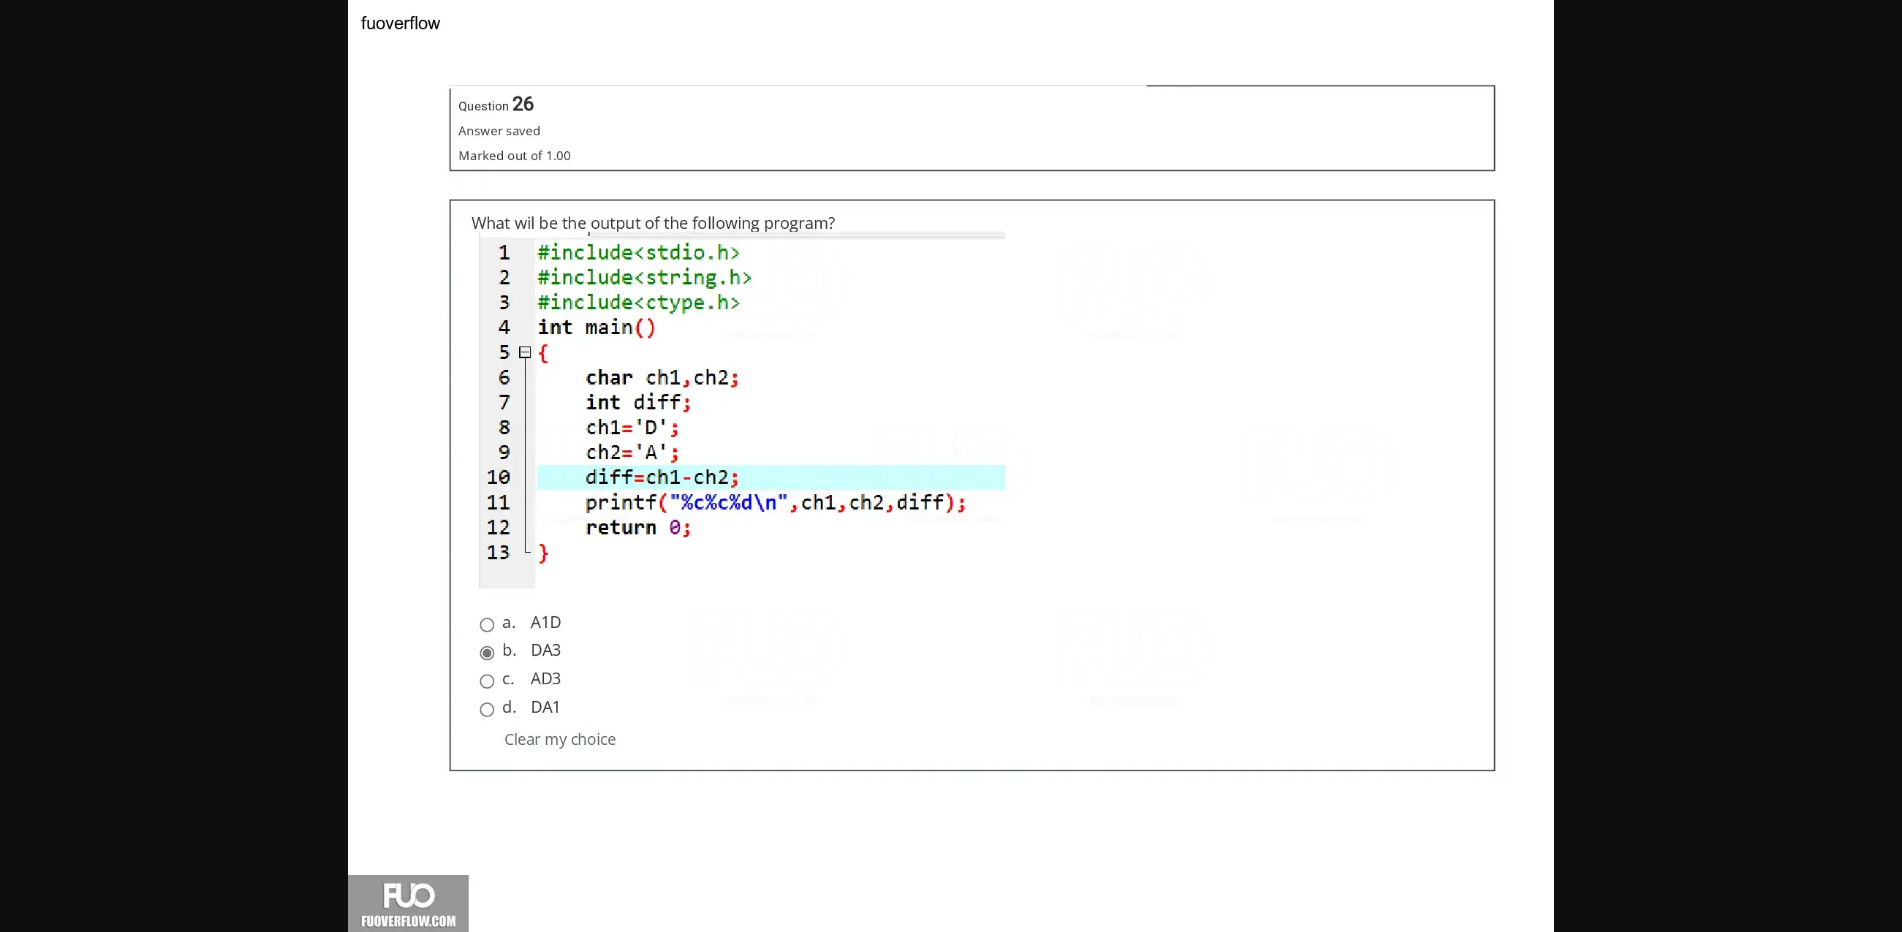 fuoverflow
Question 26
Answer saved
Marked out of 1.00
What wil be the output of the following program?
1 #include<stdio.h>
2 #include<string.h>
3 #include<ctype.h>
4 int main()
5 {
6 char ch1,ch2;
7 int diff;
8 ch1='D';
9 ch2='A';
10 diff=ch1-ch2;
11 printf("%c%c%d\n",ch1,ch2,diff);
12 return 0;
13 }
a. A1D
b. DA3
c. AD3
d. DA1
Clear my choice
FUO
FUOVERFLOW.COM